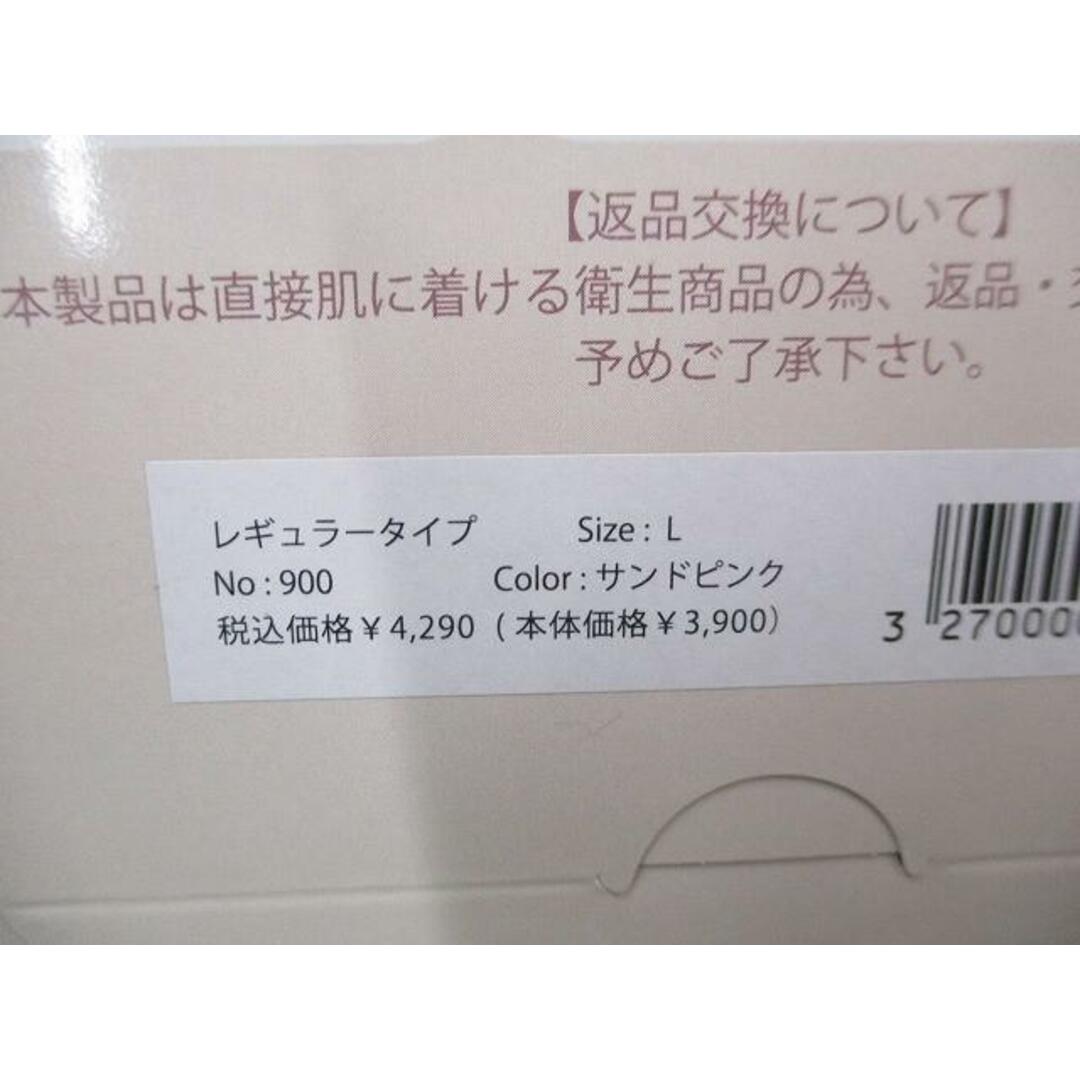 【返品交換について】
本製品は直接肌に着ける衛生商品の為、返品・
予めご了承下さい。
レギュラータイプ Size : L
No : 900 Color : サンドピンク
税込価格￥4,290 ( 本体価格￥3,900)
3 270000